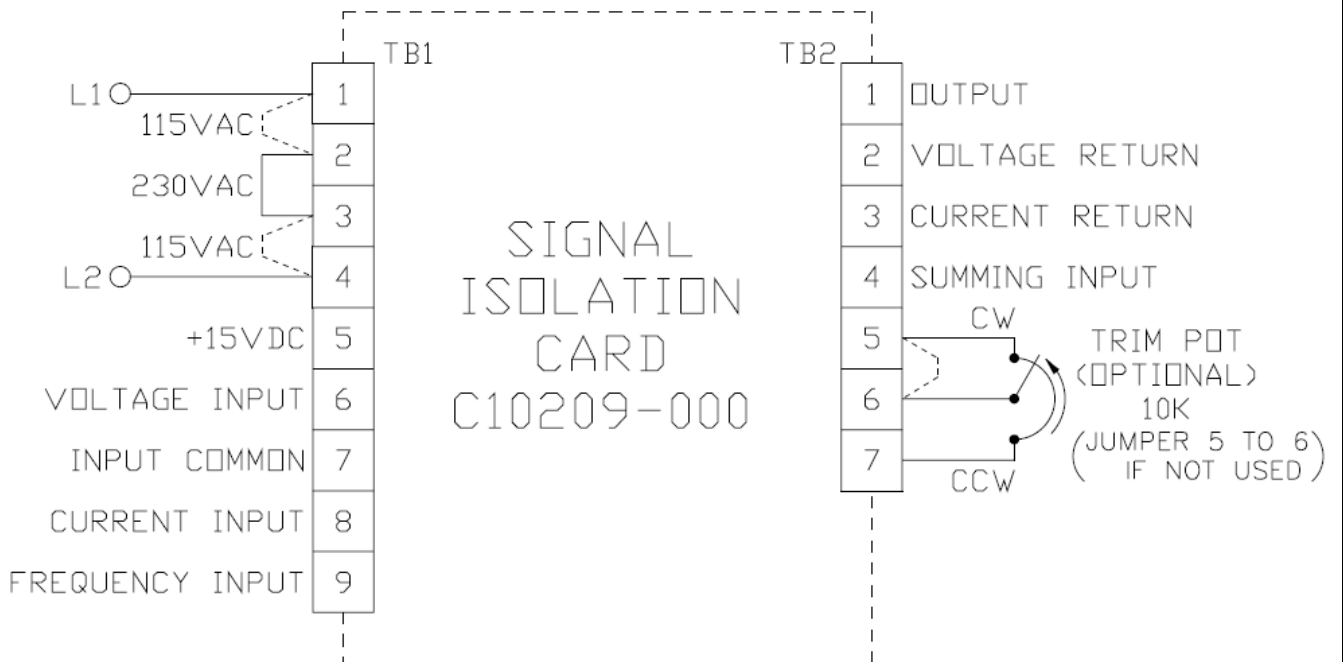 TB1
TB2
L1
1
115VAC
2
230VAC
3
115VAC
L2
4
+15VDC
5
VOLTAGE INPUT
6
INPUT COMMON
7
CURRENT INPUT
8
FREQUENCY INPUT
9
SIGNAL
ISOLATION
CARD
C10209-000
1
OUTPUT
2
VOLTAGE RETURN
3
CURRENT RETURN
4
SUMMING INPUT
5
6
7
CW
CCW
TRIM POT
(OPTIONAL)
10K
(JUMPER 5 TO 6)
IF NOT USED